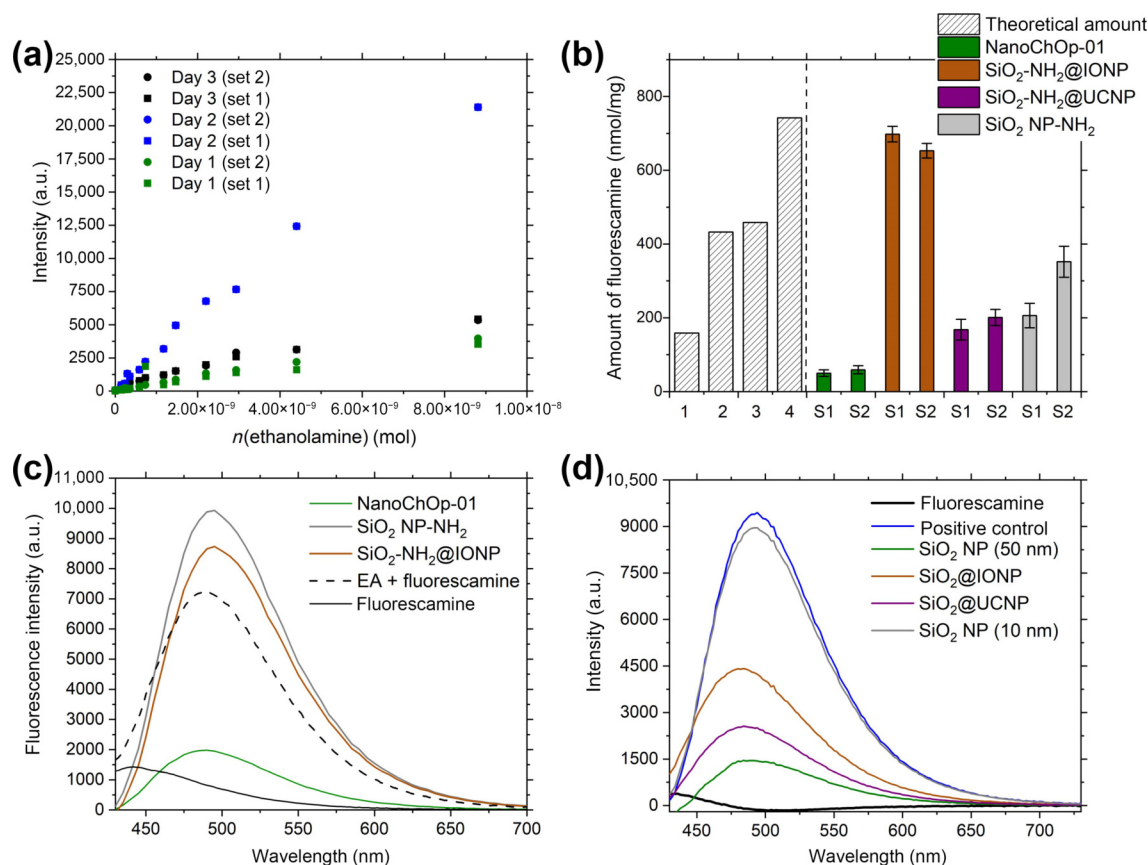 (a)
25,000
22,500
20,000
17,500
15,000
12,500
10,000
7500
5000
2500
0
Intensity (a.u.)
Day 3 (set 2)
Day 3 (set 1)
Day 2 (set 2)
Day 2 (set 1)
Day 1 (set 2)
Day 1 (set 1)
0 2.00×10⁻⁹ 4.00×10⁻⁹ 6.00×10⁻⁹ 8.00×10⁻⁹ 1.00×10⁻⁸
n(ethanolamine) (mol)
(b)
Theoretical amount
NanoChOp-01
SiO₂-NH₂@IONP
SiO₂-NH₂@UCNP
SiO₂ NP-NH₂
800
600
400
200
0
Amount of fluorescamine (nmol/mg)
1 2 3 4 S1 S2 S1 S2 S1 S2 S1 S2
(c)
11,000
10,000
9000
8000
7000
6000
5000
4000
3000
2000
1000
0
Fluorescence intensity (a.u.)
NanoChOp-01
SiO₂ NP-NH₂
SiO₂-NH₂@IONP
EA + fluorescamine
Fluorescamine
450 500 550 600 650 700
Wavelength (nm)
(d)
10,500
9000
7500
6000
4500
3000
1500
0
Intensity (a.u.)
Fluorescamine
Positive control
SiO₂ NP (50 nm)
SiO₂@IONP
SiO₂@UCNP
SiO₂ NP (10 nm)
450 500 550 600 650 700
Wavelength (nm)